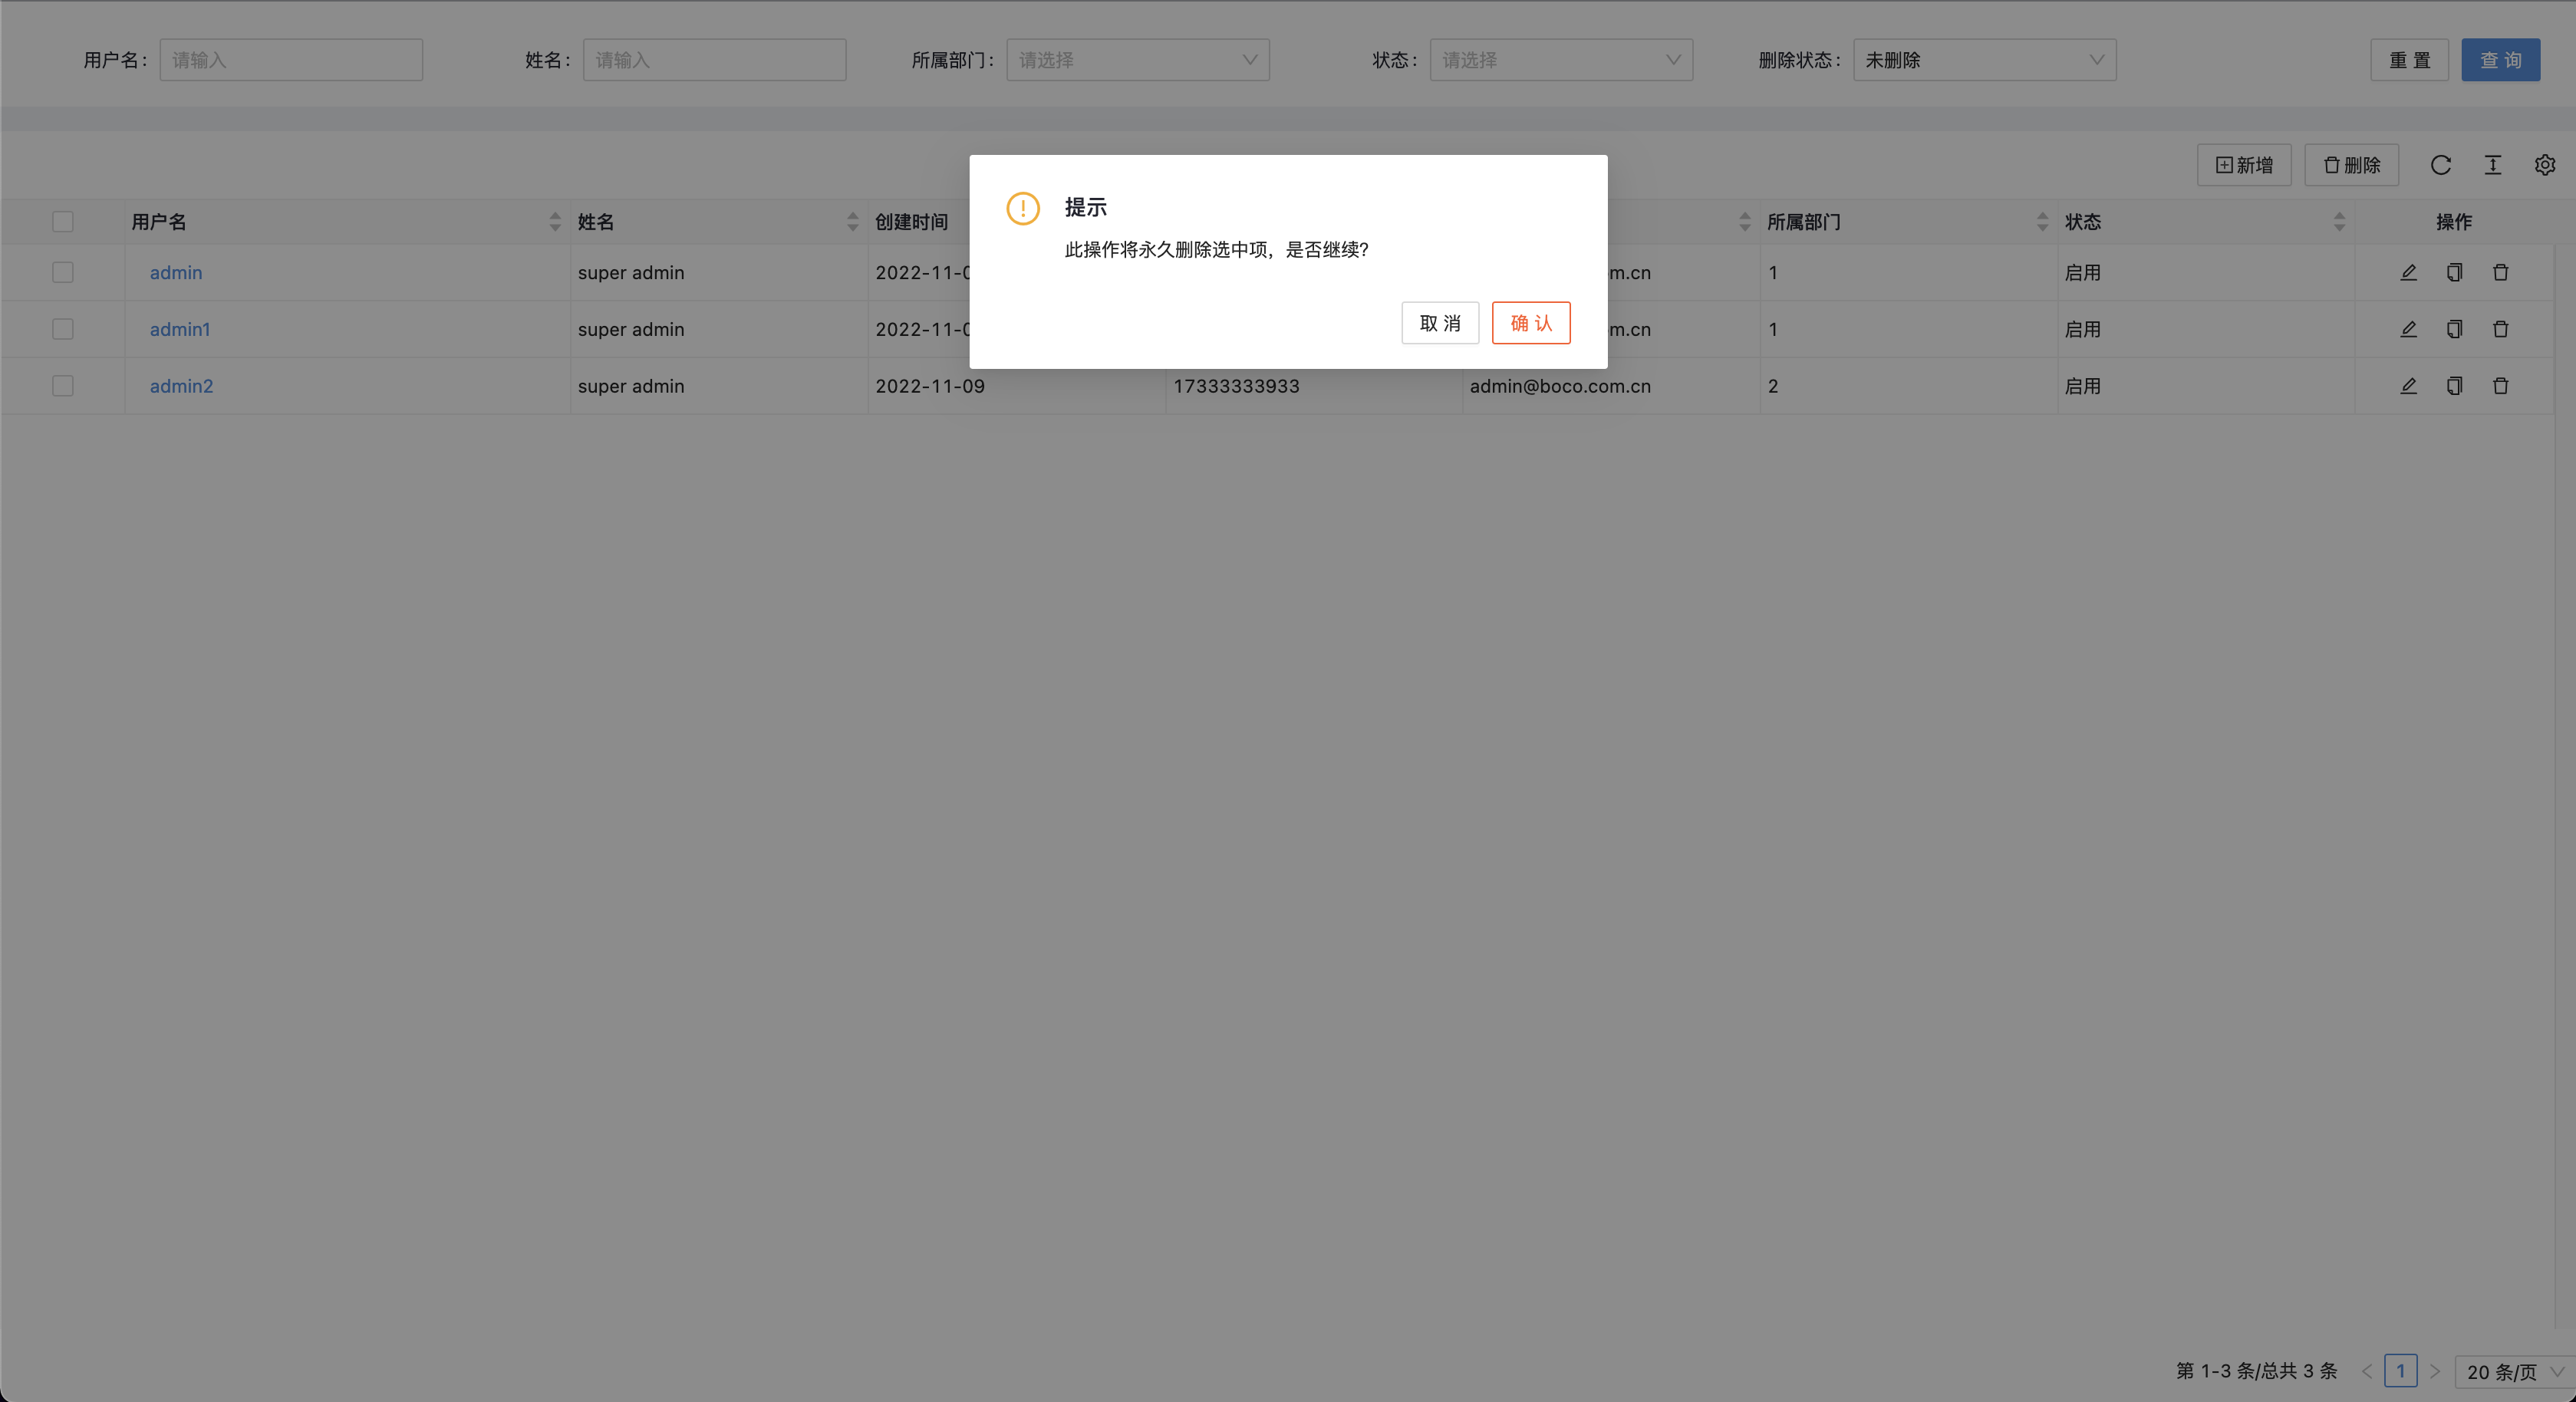 用户名： 请输入 姓名： 请输入 所属部门： 请选择 状态： 请选择 删除状态： 未删除 重 置 查 询
新增 删除
提示
此操作将永久删除选中项，是否继续?
取 消 确 认
用户名 姓名 创建时间 所属部门 状态 操作
admin super admin 2022-11-0 m.cn 1 启用
admin1 super admin 2022-11-0 m.cn 1 启用
admin2 super admin 2022-11-09 17333333933 admin@boco.com.cn 2 启用
第 1-3 条/总共 3 条 1 20 条/页